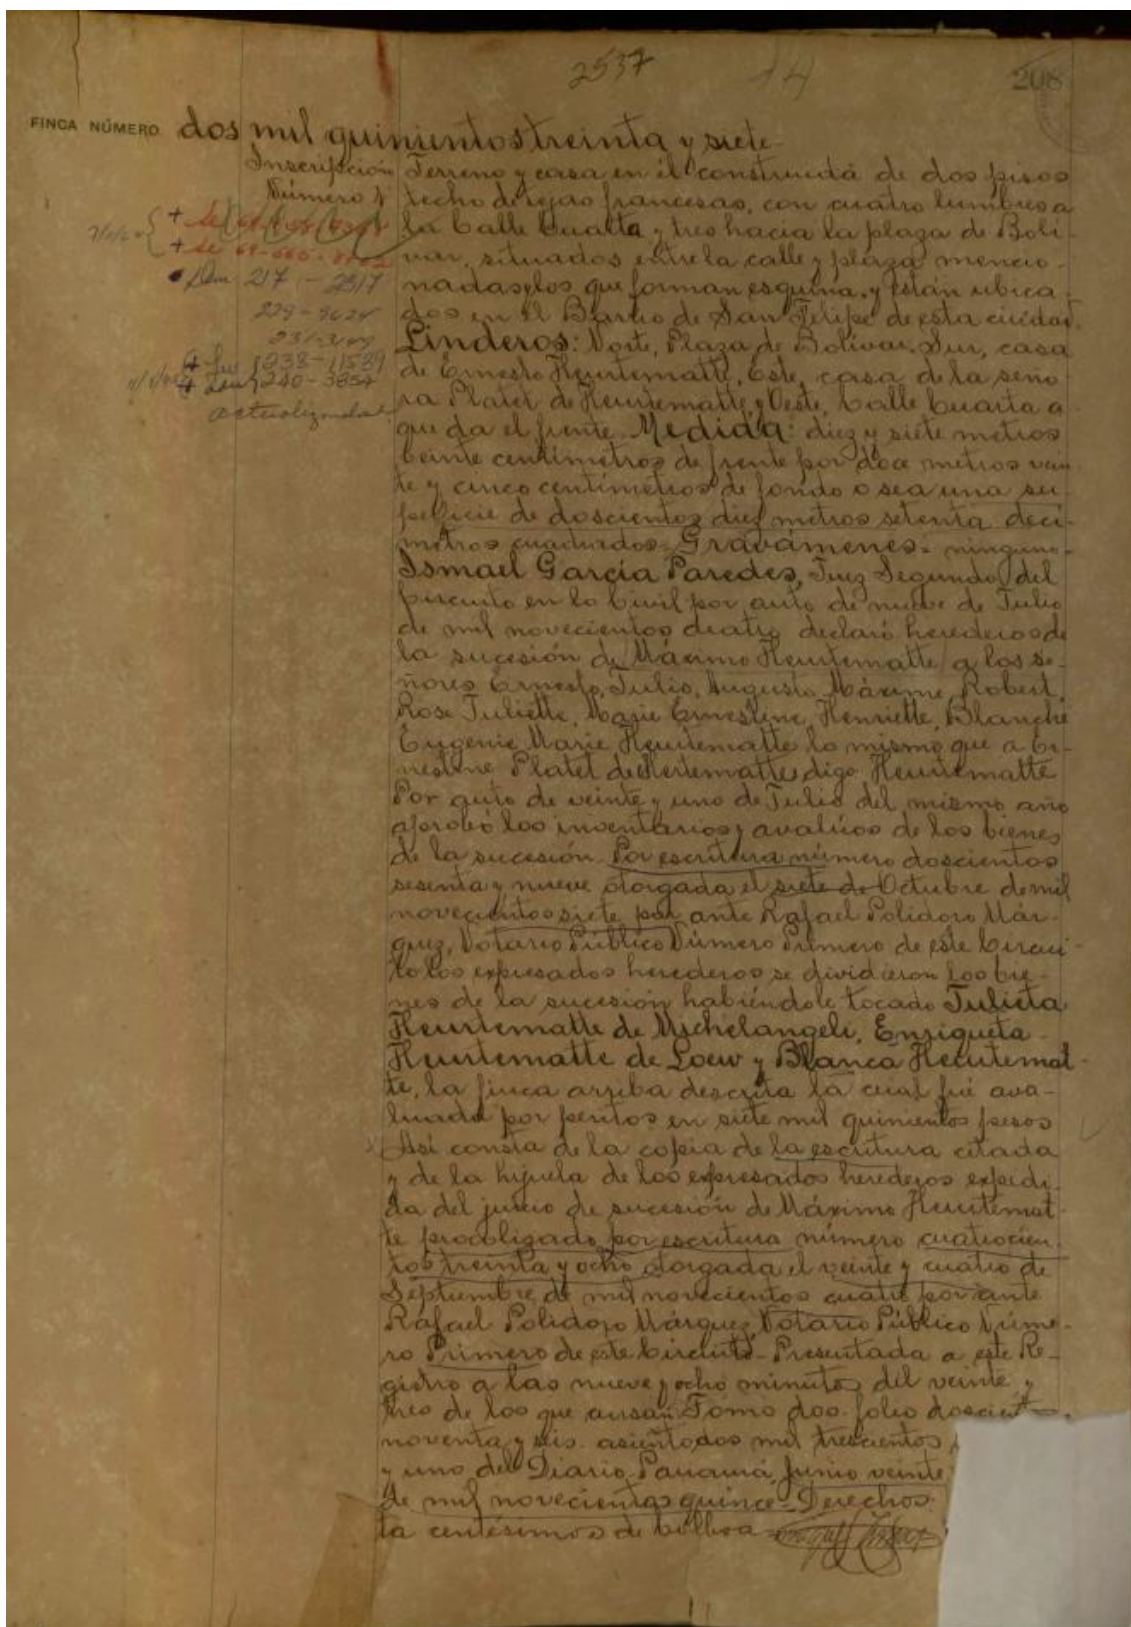 2537
14
208
FINCA NÚMERO dos mil quinientos treinta y siete
Inscripción
Número 1
Dem 217 - 2317
229-9624
238-11589
240-3854
actualizada
Terreno y casa en él construida de dos pisos
techo de tejas francesas, con cuatro lumbres a
la Calle Cuarta y tres hacia la plaza de Boli-
var, situados entre la calle y plaza mencio-
nadas y los que forman esquina, y están ubica-
dos en el Barrio de San Felipe de esta ciudad.
Linderos: Norte, Plaza de Bolívar. Sur, casa
de Ernesto Heurtematte, Este, casa de la seño
ra Platet de Heurtematte, y Oeste, Calle Cuarta a
que da el frente. Medida: diez y siete metros
veinte centímetros de frente por doce metros vein
te y cinco centímetros de fondo o sea una su
perficie de doscientos diez metros setenta decí-
metros cuadrados. Gravámenes: ninguno.
Ismael García Paredes, Juez Segundo del
Circuito en lo Civil por auto de nueve de Julio
de mil novecientos cuatro declaró herederos de
la sucesión de Máximo Heurtematte a los se-
ñores Ernesto, Julio, Augusto, Máxime, Robert,
Rose Juliette, Marie Ernestine, Henriette, Blanche
Eugenie Marie Heurtematte lo mismo que a Er-
nestine Platet de Hertematte digo Heurtematte
Por auto de veinte y uno de Julio del mismo año
aprobó los inventarios y avalúos de los bienes
de la sucesión. Por escritura número doscientos
sesenta y nueve otorgada el siete de Octubre de mil
novecientos siete por ante Rafael Polidoro Már-
quez, Notario Público Número Primero de este Circui-
to los expresados herederos se dividieron los bie-
nes de la sucesión habiéndole tocado Julieta
Heurtematte de Michelangeli, Enriqueta
Heurtematte de Loew y Blanca Heurtemat-
te, la finca arriba descrita la cual fué ava-
luada por peritos en siete mil quinientos pesos
Así consta de la copia de la escritura citada
y de la hijuela de los expresados herederos expedi-
da del juicio de sucesión de Máximo Heurtemat
te protocolizado por escritura número cuatrocien-
tos treinta y ocho otorgada el veinte y cuatro de
Septiembre de mil novecientos cuatro por ante
Rafael Polidoro Márquez, Notario Público Núme-
ro Primero de este Circuito. Presentada a este Re-
gistro a las nueve y ocho minutos del veinte y
tres de los que cursan. Tomo dos folio doscientos
noventa y seis asiento dos mil trescientos
y uno del Diario. Panamá, Junio veinte
de mil novecientos quince. Derechos
ta centésimos de balboa